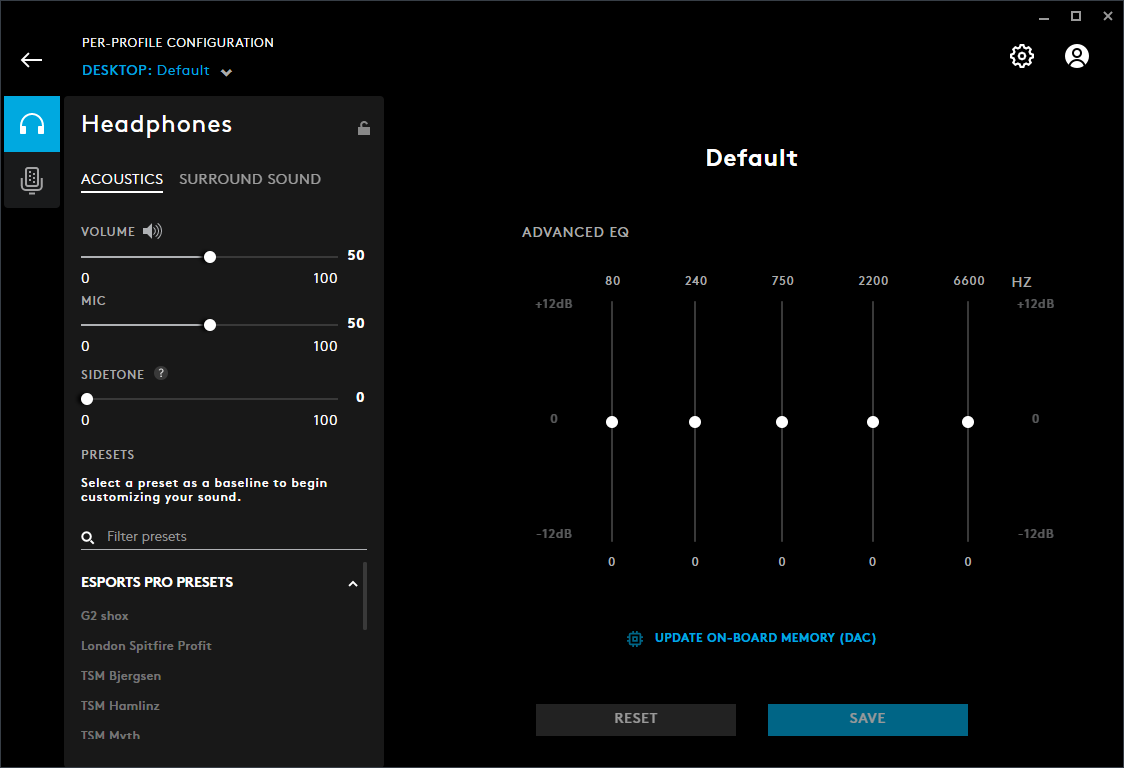 PER-PROFILE CONFIGURATION
DESKTOP: Default
Headphones
ACOUSTICS SURROUND SOUND
VOLUME
50
0 100
MIC
50
0 100
SIDETONE ?
0
0 100
PRESETS
Select a preset as a baseline to begin
customizing your sound.
Filter presets
ESPORTS PRO PRESETS
G2 shox
London Spitfire Profit
TSM Bjergsen
TSM Hamlinz
TSM Myth
Default
ADVANCED EQ
80 240 750 2200 6600 HZ
+12dB +12dB
0 0
-12dB -12dB
0 0 0 0 0
UPDATE ON-BOARD MEMORY (DAC)
RESET SAVE